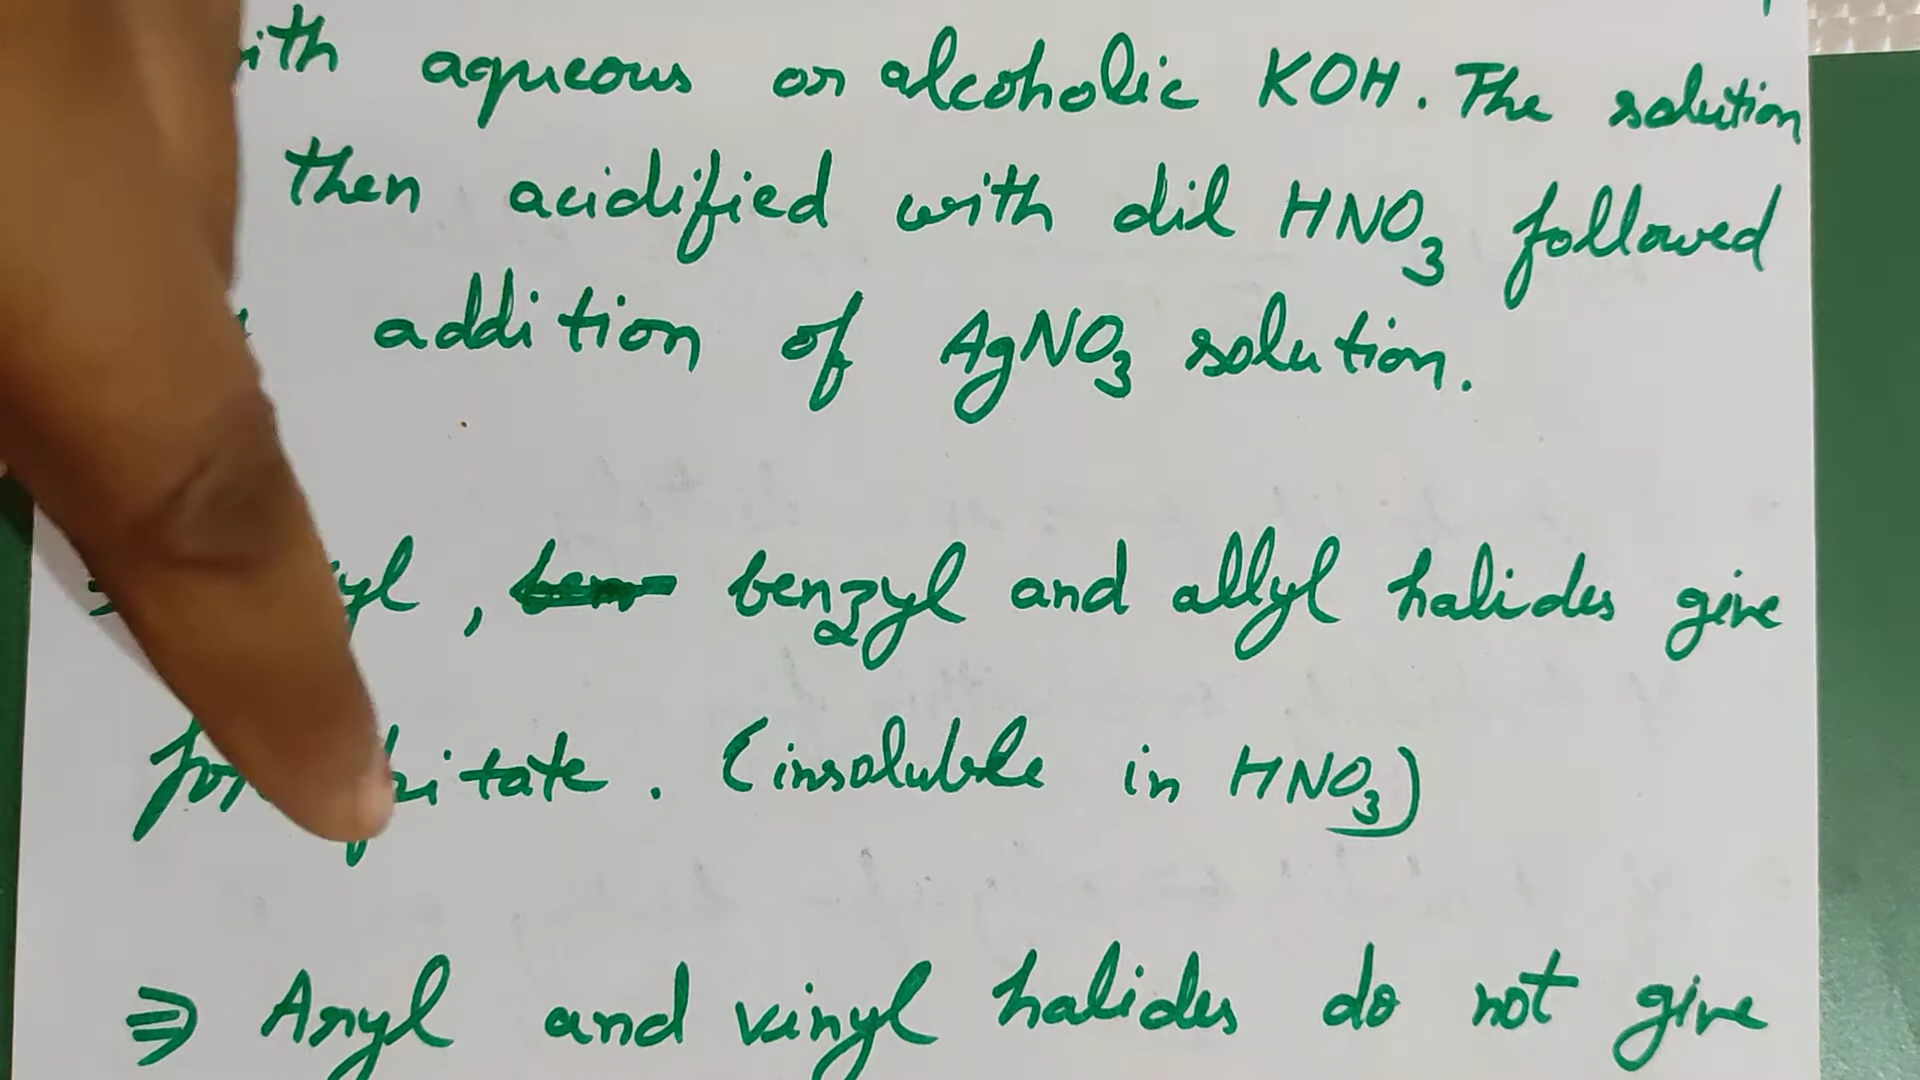 with aqueous or alcoholic KOH. The solution
then acidified with dil HNO3 followed
addition of AgNO3 solution.
, benzyl and allyl halides give
(insoluble in HNO3)
⇒ Aryl and vinyl halides do not give